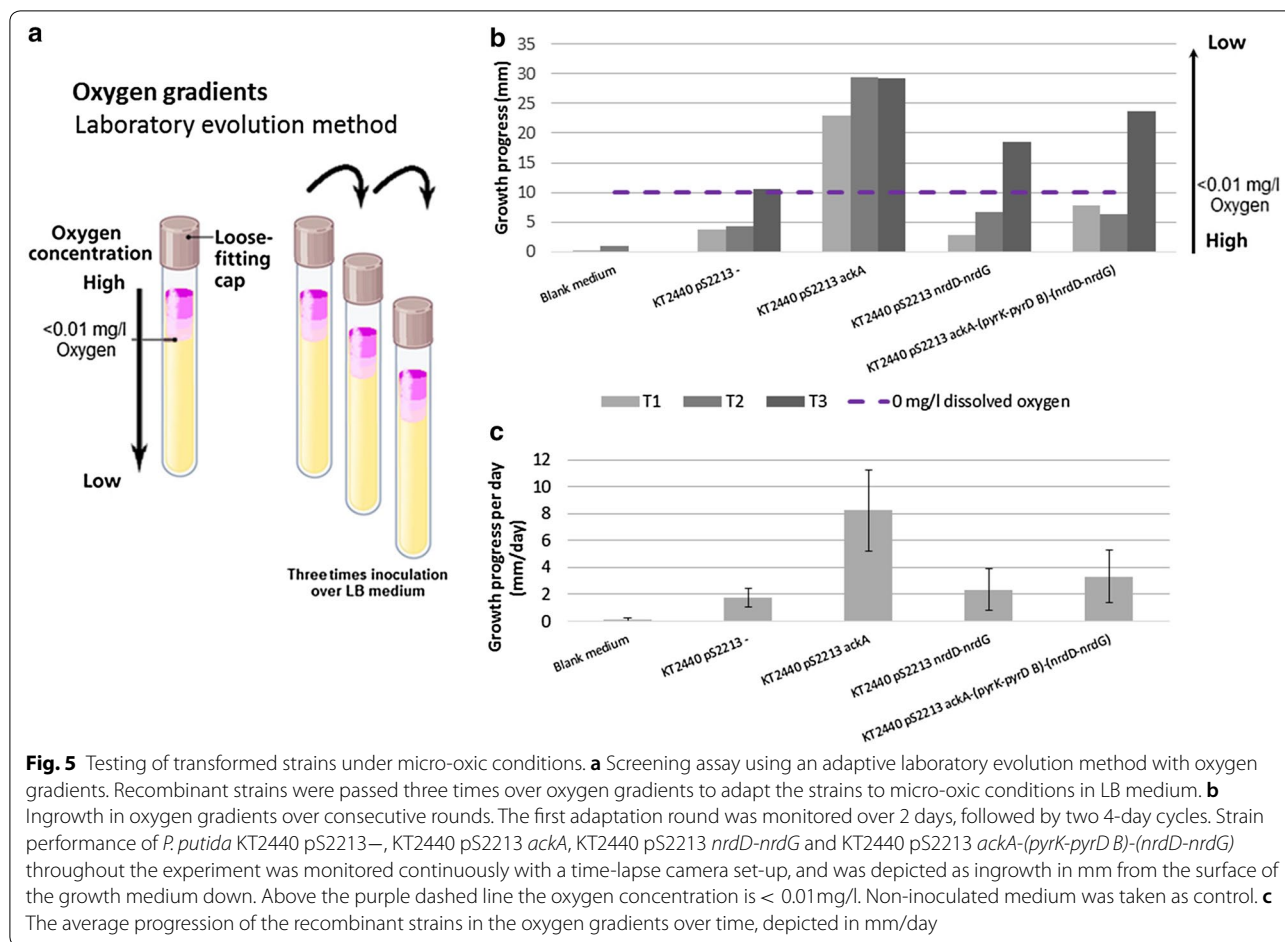 a
Oxygen gradients
Laboratory evolution method
Oxygen
concentration
High
Loose-
fitting
cap
<0.01 mg/l
Oxygen
Low
Three times inoculation
over LB medium
b
Growth progress (mm)
35
30
25
20
15
10
5
0
Blank medium
KT2440 pS2213 -
KT2440 pS2213 ackA
KT2440 pS2213 nrdD-nrdG
KT2440 pS2213 ackA-(pyrK-pyrD B)-(nrdD-nrdG)
Low
<0.01 mg/l
Oxygen
High
T1 T2 T3 0 mg/l dissolved oxygen
c
Growth progress per day
(mm/day)
12
10
8
6
4
2
0
Blank medium
KT2440 pS2213 -
KT2440 pS2213 ackA
KT2440 pS2213 nrdD-nrdG
KT2440 pS2213 ackA-(pyrK-pyrD B)-(nrdD-nrdG)
Fig. 5 Testing of transformed strains under micro-oxic conditions. a Screening assay using an adaptive laboratory evolution method with oxygen
gradients. Recombinant strains were passed three times over oxygen gradients to adapt the strains to micro-oxic conditions in LB medium. b
Ingrowth in oxygen gradients over consecutive rounds. The first adaptation round was monitored over 2 days, followed by two 4-day cycles. Strain
performance of P. putida KT2440 pS2213—, KT2440 pS2213 ackA, KT2440 pS2213 nrdD-nrdG and KT2440 pS2213 ackA-(pyrK-pyrD B)-(nrdD-nrdG)
throughout the experiment was monitored continuously with a time-lapse camera set-up, and was depicted as ingrowth in mm from the surface of
the growth medium down. Above the purple dashed line the oxygen concentration is < 0.01mg/l. Non-inoculated medium was taken as control. c
The average progression of the recombinant strains in the oxygen gradients over time, depicted in mm/day